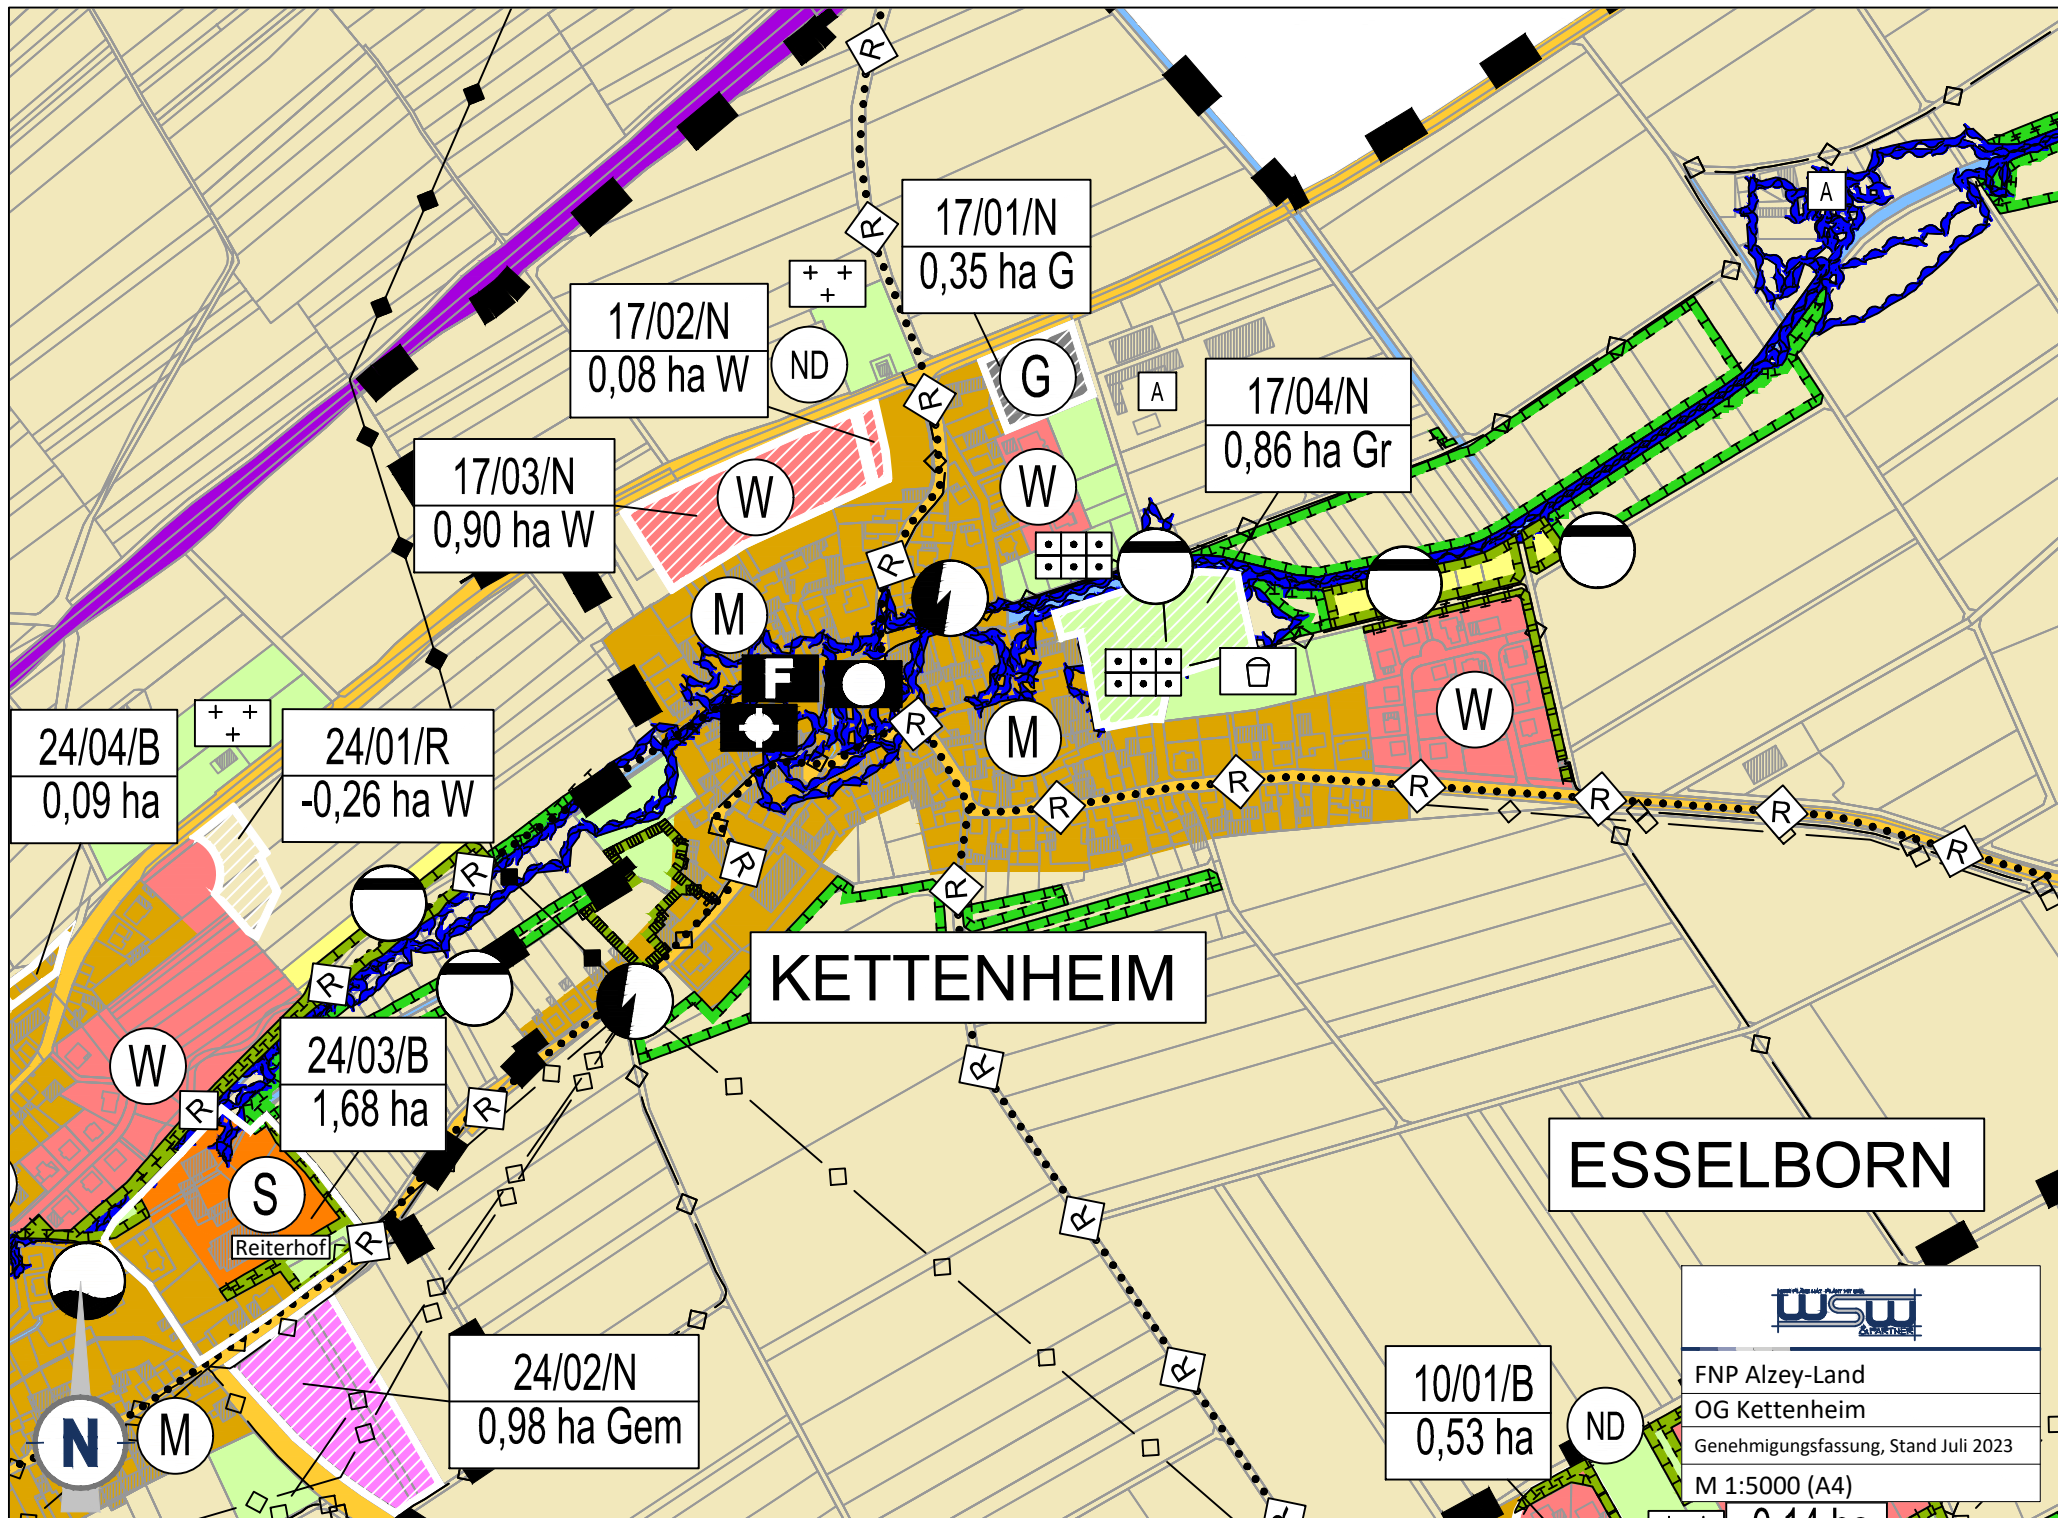 R
17/01/N
0,35 ha G
A
R
17/02/N
0,08 ha W
ND
G
A
17/04/N
0,86 ha Gr
R
17/03/N
0,90 ha W
W
W
R
M
F
W
M
R
24/04/B
0,09 ha
24/01/R
-0,26 ha W
R
R
R
R
R
R
R
R
R
R
KETTENHEIM
R
W
24/03/B
1,68 ha
R
R
R
ESSELBORN
S
Reiterhof
R
R
24/02/N
0,98 ha Gem
R
10/01/B
0,53 ha
ND
M
N
WSW
& PARTNER
FNP Alzey-Land
OG Kettenheim
Genehmigungsfassung, Stand Juli 2023
M 1:5000 (A4)
R